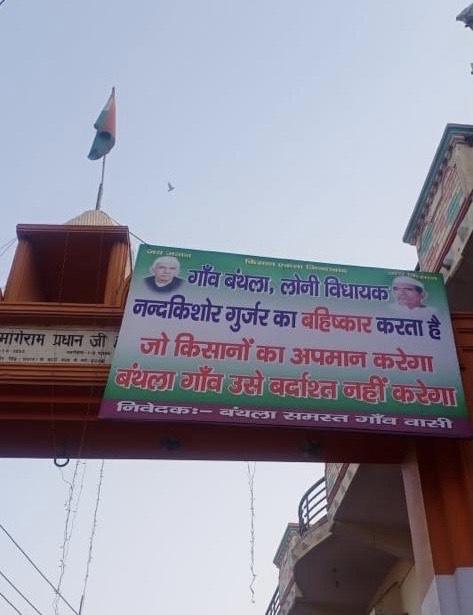 जय जवान
किसान एकता जिन्दाबाद
जय किसान
गाँव बंथला, लोनी विधायक
नन्दकिशोर गुर्जर का बहिष्कार करता है
जो किसानों का अपमान करेगा
बंथला गाँव उसे बर्दाश्त नहीं करेगा
निवेदकः- बंथला समस्त गाँव वासी
मांगेराम प्रधान जी